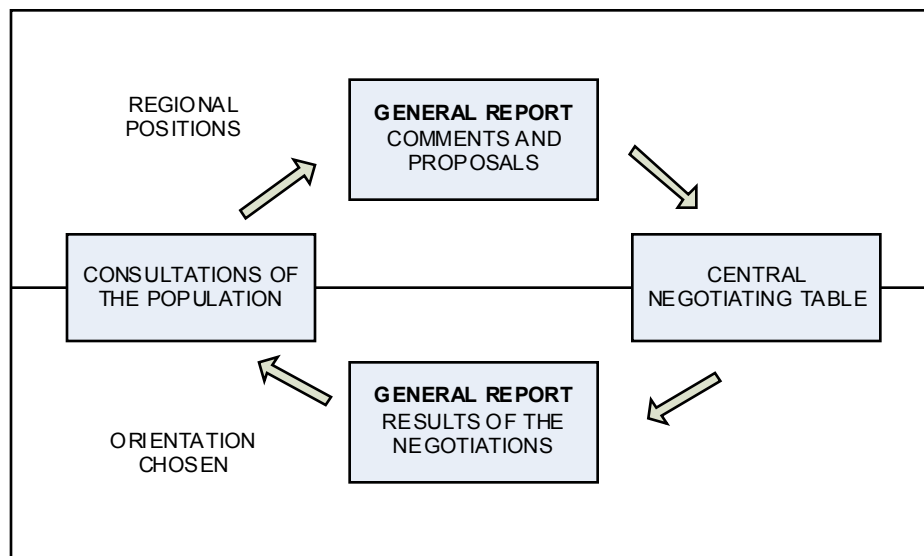 REGIONAL
POSITIONS
GENERAL REPORT
COMMENTS AND
PROPOSALS
CONSULTATIONS OF
THE POPULATION
CENTRAL
NEGOTIATING TABLE
GENERAL REPORT
RESULTS OF THE
NEGOTIATIONS
ORIENTATION
CHOSEN